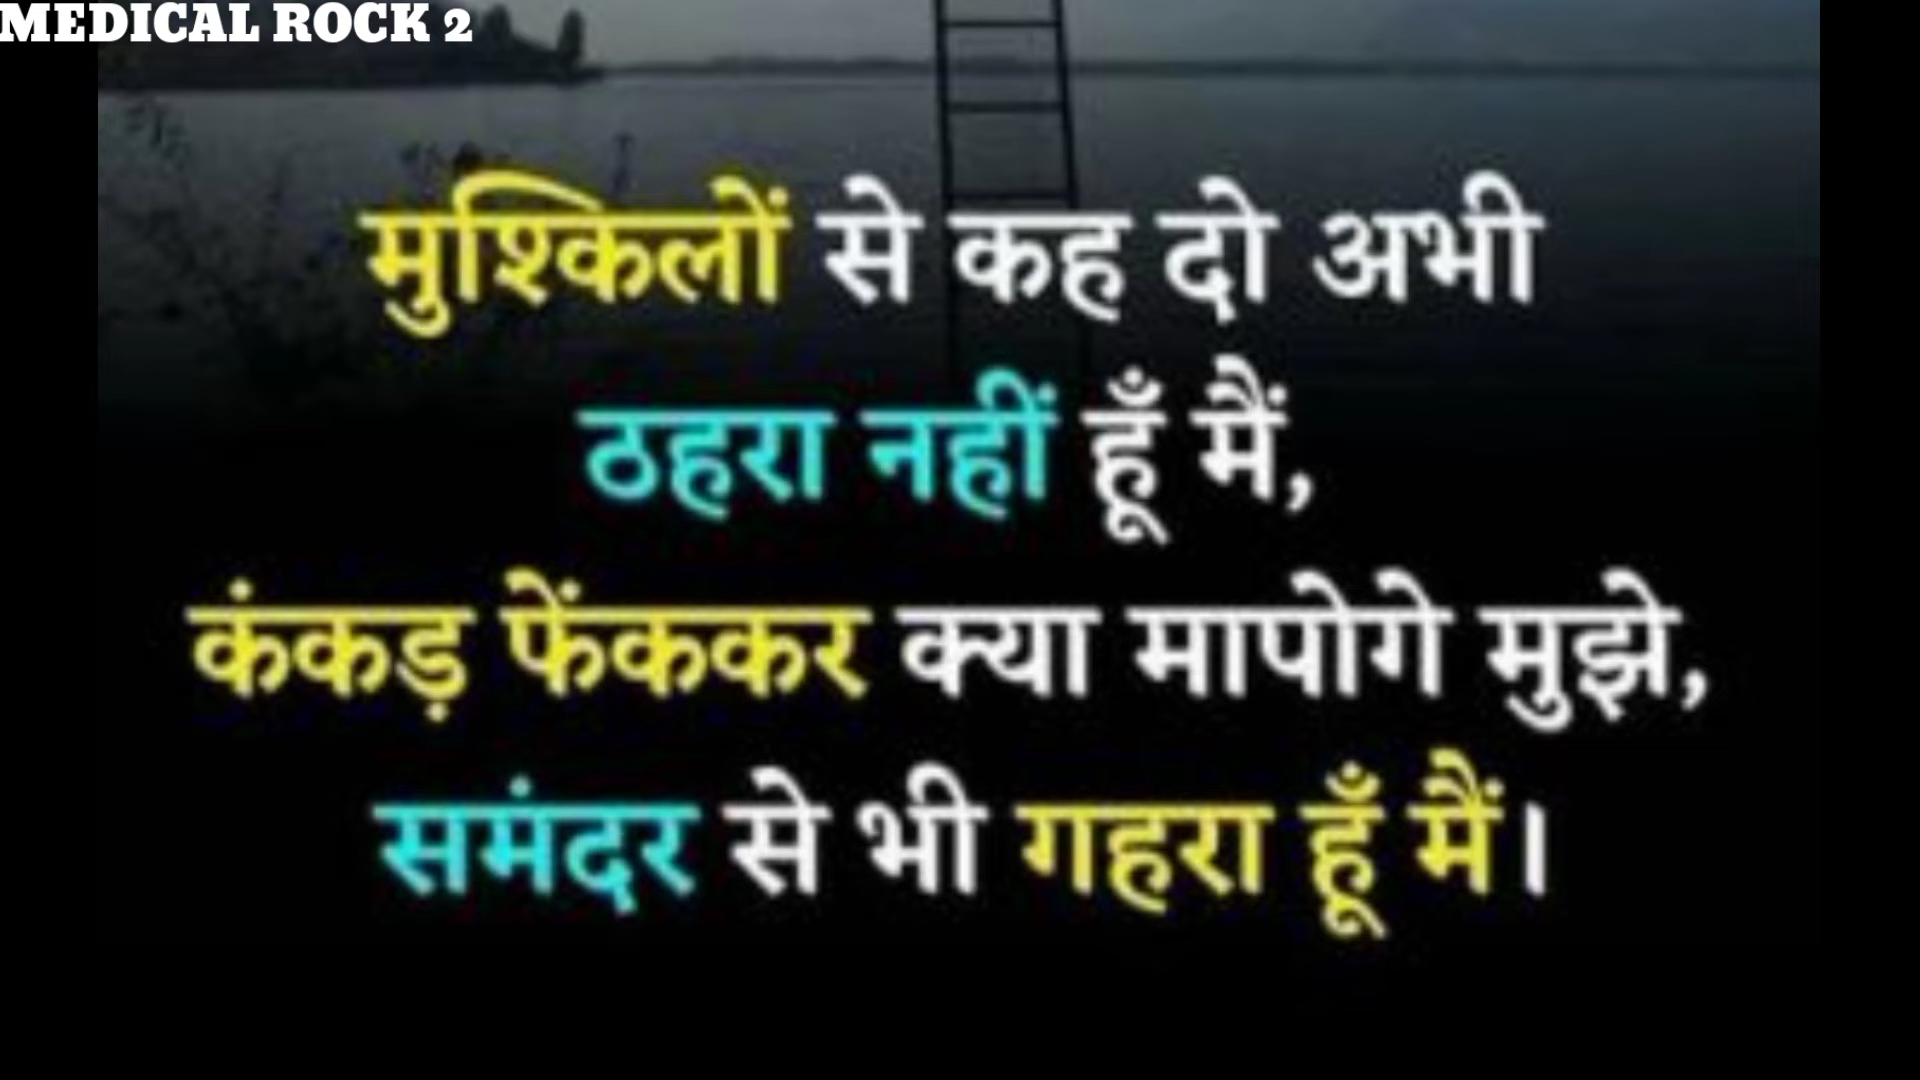 MEDICAL ROCK 2
मुश्किलों से कह दो अभी
ठहरा नहीं हूँ मैं,
कंकड़ फेंककर क्या मापोगे मुझे,
समंदर से भी गहरा हूँ मैं।